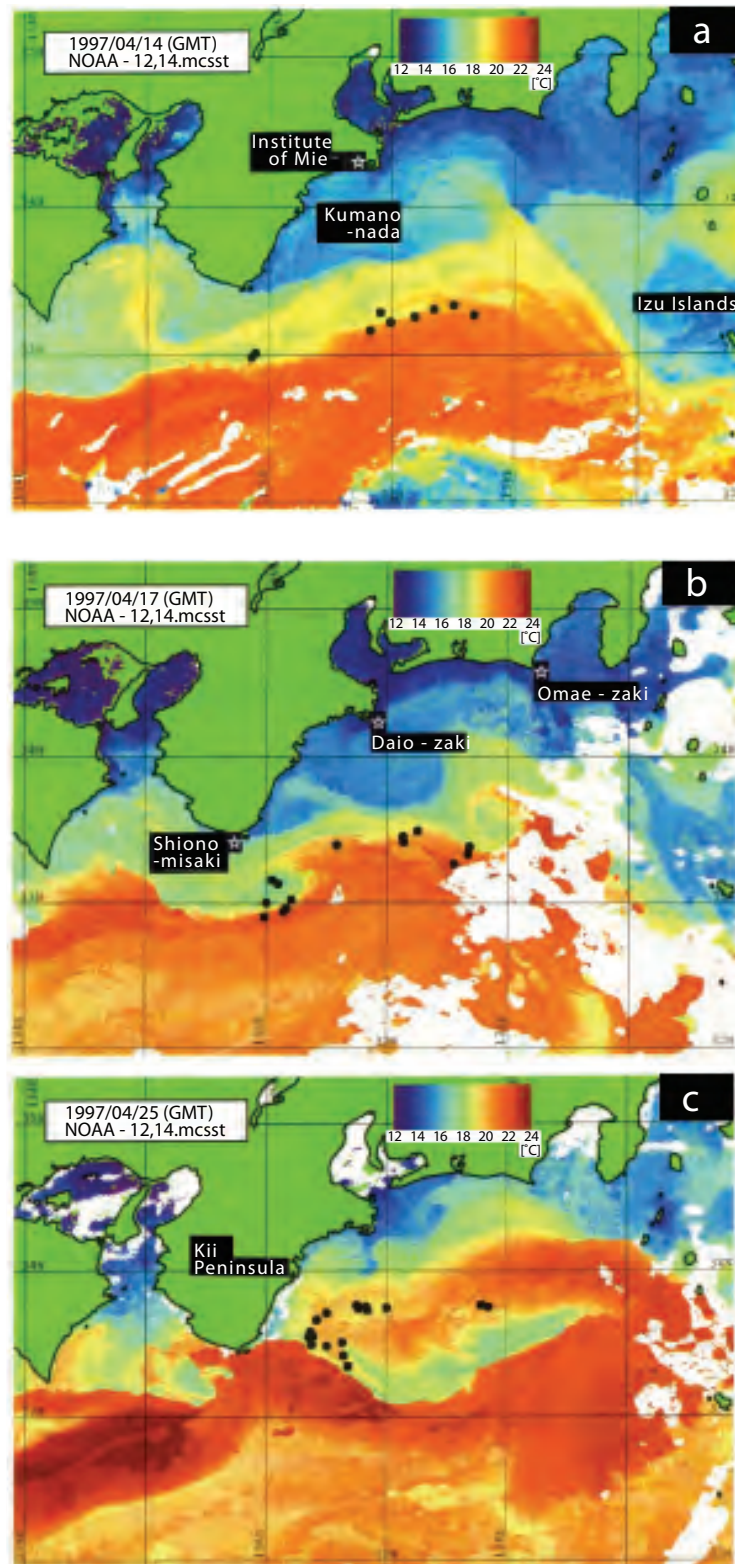 a
1997/04/14 (GMT)
NOAA - 12,14.mcsst
12 14 16 18 20 22 24
[°C]
Institute
of Mie
Kumano
-nada
Izu Islands
b
1997/04/17 (GMT)
NOAA - 12,14.mcsst
12 14 16 18 20 22 24
[°C]
Omae - zaki
Daio - zaki
Shiono
-misaki
c
1997/04/25 (GMT)
NOAA - 12,14.mcsst
12 14 16 18 20 22 24
[°C]
Kii
Peninsula